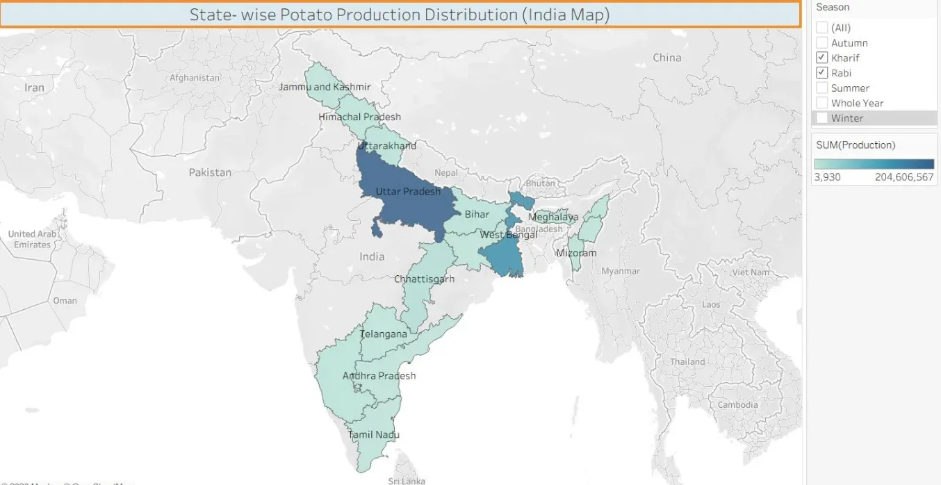 State- wise Potato Production Distribution (India Map)
Season
(All)
Autumn
Kharif
Rabi
Summer
Whole Year
Winter
SUM(Production)
3,930 204,606,567
China
Afghanistan
Iran
Jammu and Kashmir
Himachal Pradesh
Uttarakhand
Pakistan
Nepal
Bhutan
Uttar Pradesh
Bihar
Meghalaya
Bangladesh
West Bengal
United Arab
Emirates
India
Mizoram
Myanmar
Viet Nam
Chhattisgarh
Oman
Laos
Telangana
Thailand
Andhra Pradesh
Cambodia
Tamil Nadu
Sri Lanka